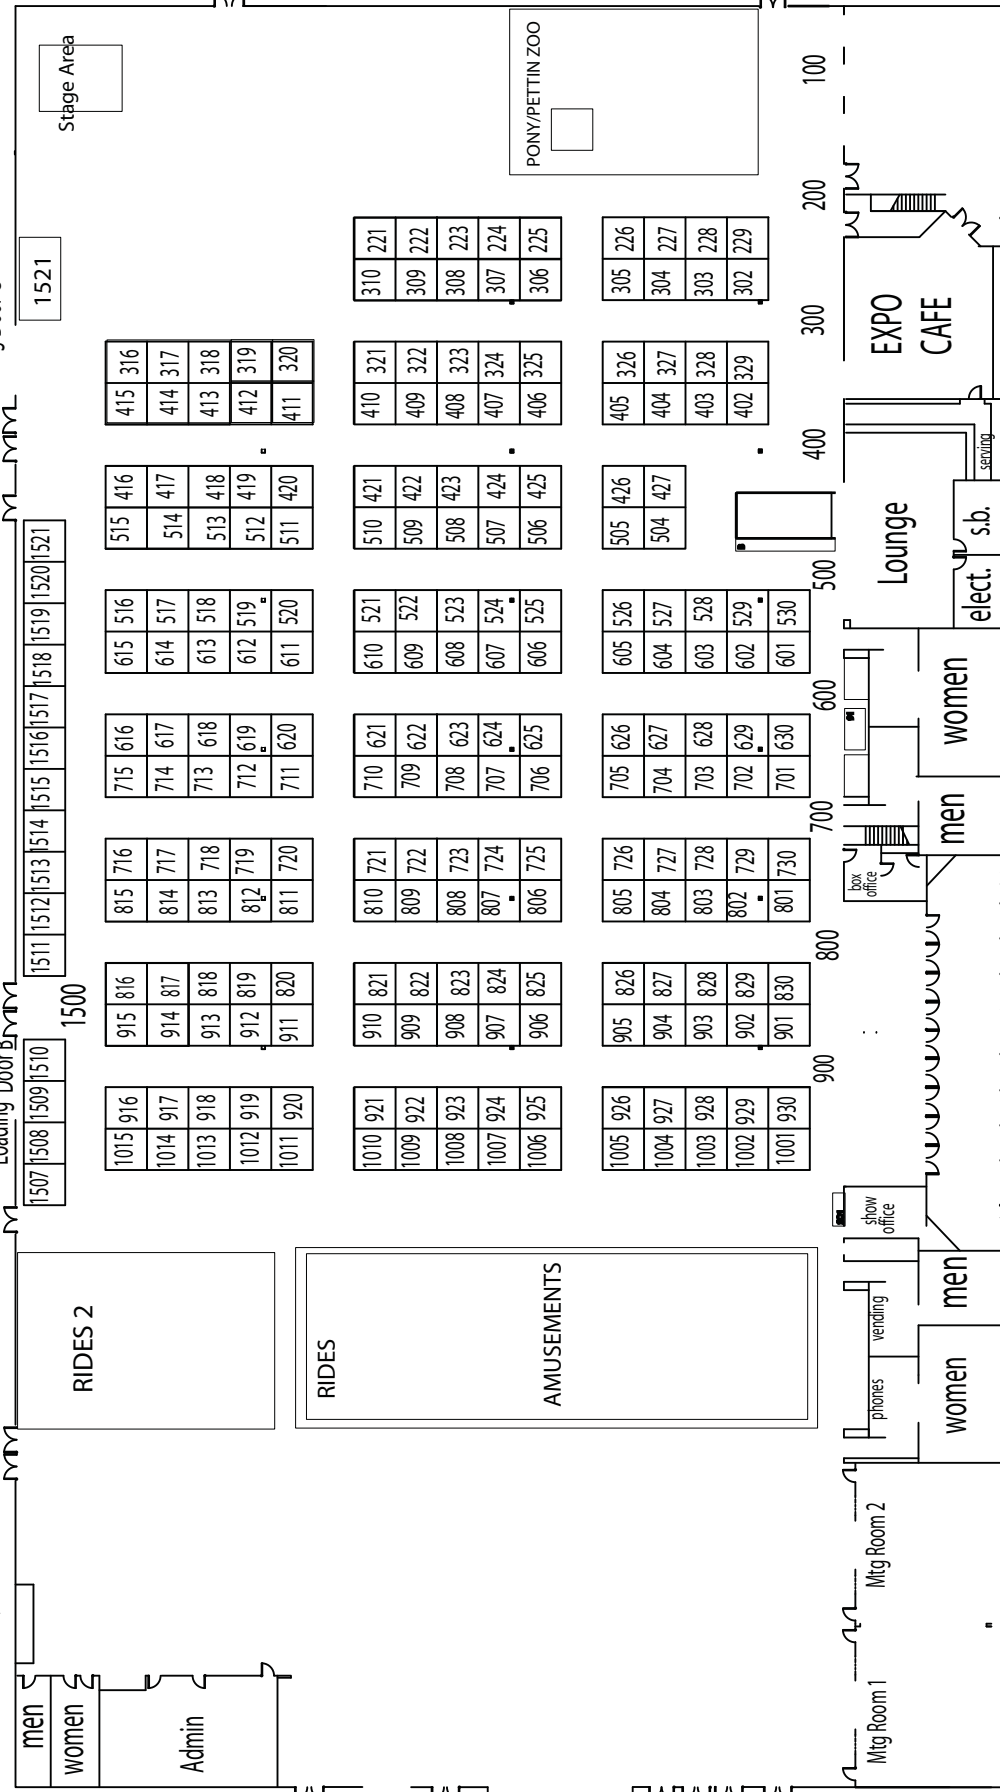 Stage Area
PONY/PETTIN ZOO
100
200
1521
221 222 223 224 225 226 227 228 229
310 309 308 307 306 305 304 303 302
300
EXPO
CAFE
316 317 318 319 320 321 322 323 324 325 326 327 328 329
415 414 413 412 411 410 409 408 407 406 405 404 403 402
400
serving
416 417 418 419 420 421 422 423 424 425 426 427
515 514 513 512 511 510 509 508 507 506 505 504
Lounge
s.b.
elect.
500
516 517 518 519 520 521 522 523 524 525 526 527 528 529 530
615 614 613 612 611 610 609 608 607 606 605 604 603 602 601
600
women
616 617 618 619 620 621 622 623 624 625 626 627 628 629 630
715 714 713 712 711 710 709 708 707 706 705 704 703 702 701
700
men
716 717 718 719 720 721 722 723 724 725 726 727 728 729 730
815 814 813 812 811 810 809 808 807 806 805 804 803 802 801
box
office
800
816 817 818 819 820 821 822 823 824 825 826 827 828 829 830
915 914 913 912 911 910 909 908 907 906 905 904 903 902 901
900
916 917 918 919 920 921 922 923 924 925 926 927 928 929 930
1015 1014 1013 1012 1011 1010 1009 1008 1007 1006 1005 1004 1003 1002 1001
1507 1508 1509 1510
1500
1511 1512 1513 1514 1515 1516 1517 1518 1519 1520 1521
Loading Door B
show
office
RIDES 2
RIDES
AMUSEMENTS
men
vending
phones
women
Mtg Room 2
Mtg Room 1
men
women
Admin